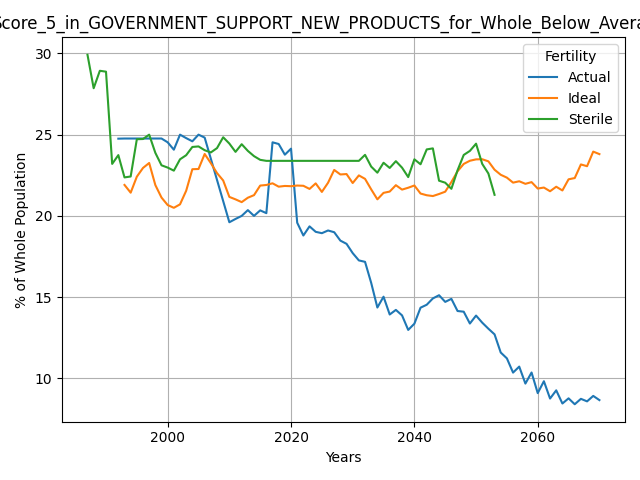 Score_5_in_GOVERNMENT_SUPPORT_NEW_PRODUCTS_for_Whole_Below_Avera
30
25
20
15
10
% of Whole Population
Fertility
Actual
Ideal
Sterile
2000 2020 2040 2060
Years